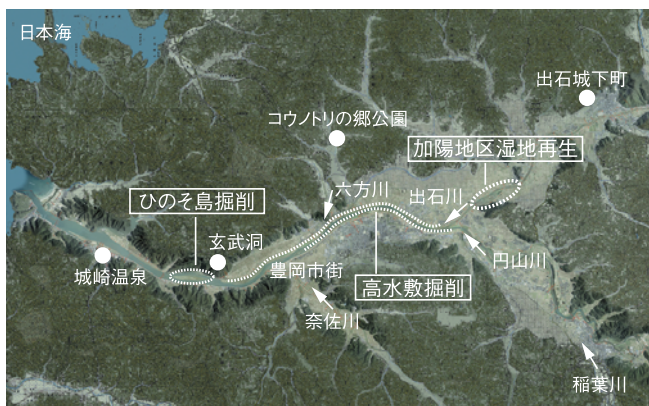 日本海
出石城下町
コウノトリの郷公園
加陽地区湿地再生
六方川
出石川
ひのそ島掘削
玄武洞
城崎温泉
豊岡市街
円山川
高水敷掘削
奈佐川
稲葉川